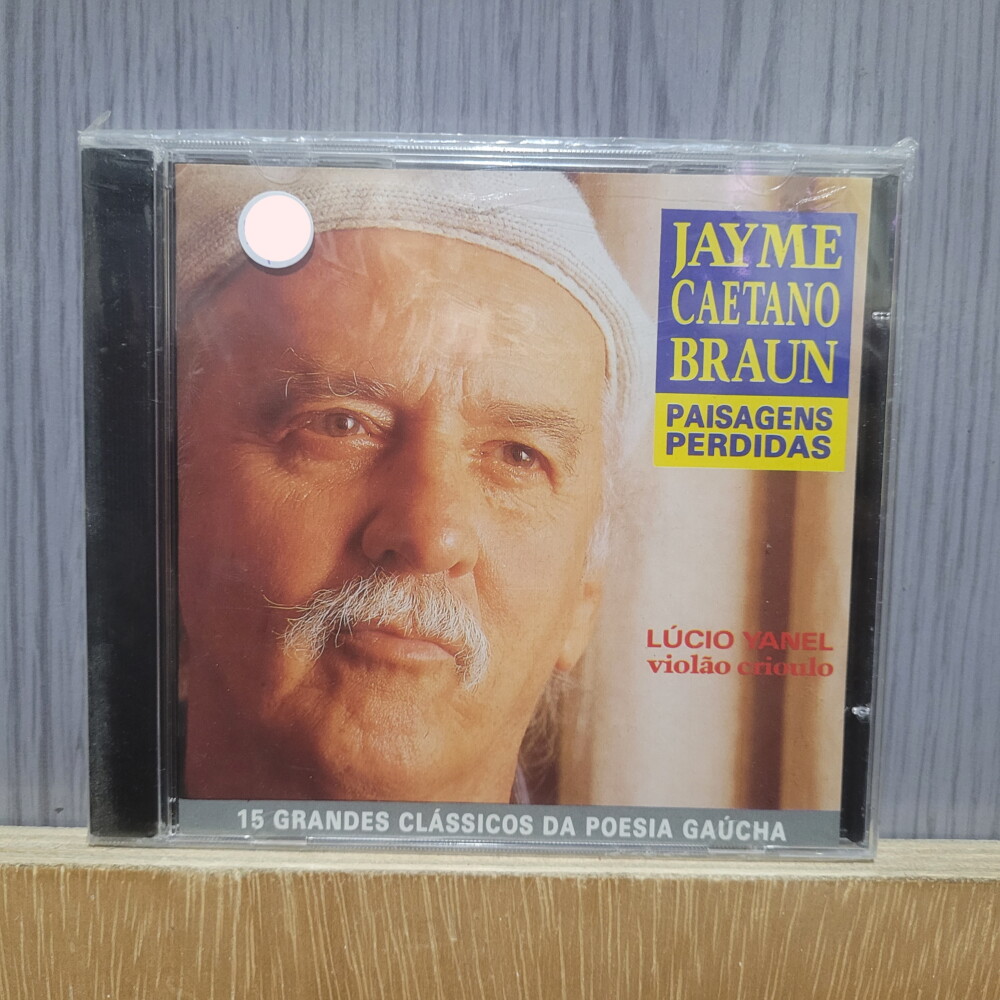 JAYME
CAETANO
BRAUN
PAISAGENS
PERDIDAS
LÚCIO YANEL
violão crioulo
15 GRANDES CLÁSSICOS DA POESIA GAÚCHA